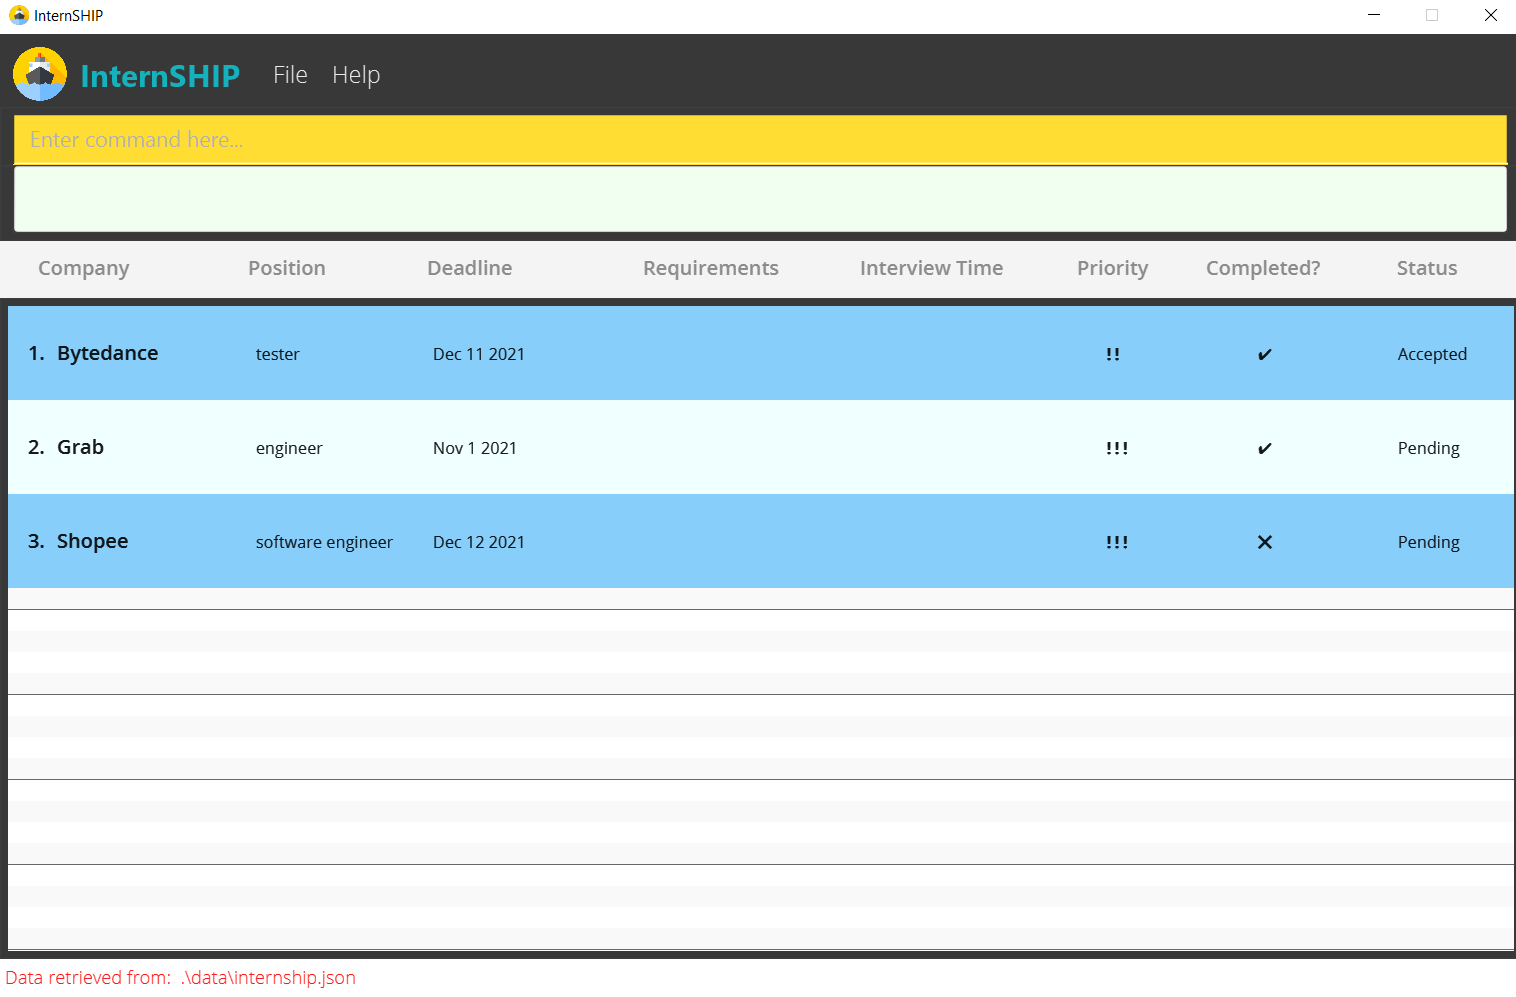 InternSHIP
InternSHIP File Help
Enter command here...
Company Position Deadline Requirements Interview Time Priority Completed? Status
1. Bytedance tester Dec 11 2021 !! ✔ Accepted
2. Grab engineer Nov 1 2021 !!! ✔ Pending
3. Shopee software engineer Dec 12 2021 !!! ✖ Pending
Data retrieved from: .\data\internship.json